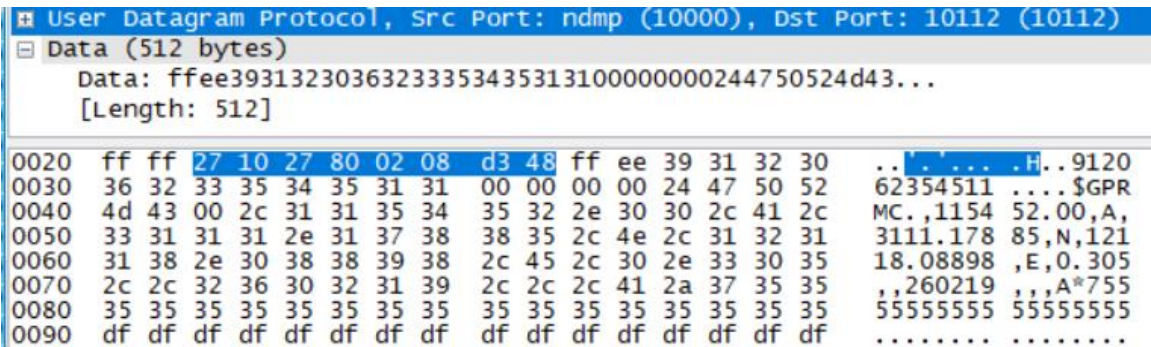 User Datagram Protocol, Src Port: ndmp (10000), Dst Port: 10112 (10112)
Data (512 bytes)
Data: ffee39313230363233353435313100000000244750524d43...
[Length: 512]
0020 ff ff 27 10 27 80 02 08 d3 48 ff ee 39 31 32 30 ..'.'.... .H..9120
0030 36 32 33 35 34 35 31 31 00 00 00 00 24 47 50 52 62354511 ....$GPR
0040 4d 43 00 2c 31 31 35 34 35 32 2e 30 30 2c 41 2c MC.,1154 52.00,A,
0050 33 31 31 31 2e 31 37 38 38 35 2c 4e 2c 31 32 31 3111.178 85,N,121
0060 31 38 2e 30 38 38 39 38 2c 45 2c 30 2e 33 30 35 18.08898 ,E,0.305
0070 2c 2c 32 36 30 32 31 39 2c 2c 2c 41 2a 37 35 35 ,,260219 ,,,A*755
0080 35 35 35 35 35 35 35 35 35 35 35 35 35 35 35 35 55555555 55555555
0090 df df df df df df df df df df df df df df df df ........ ........